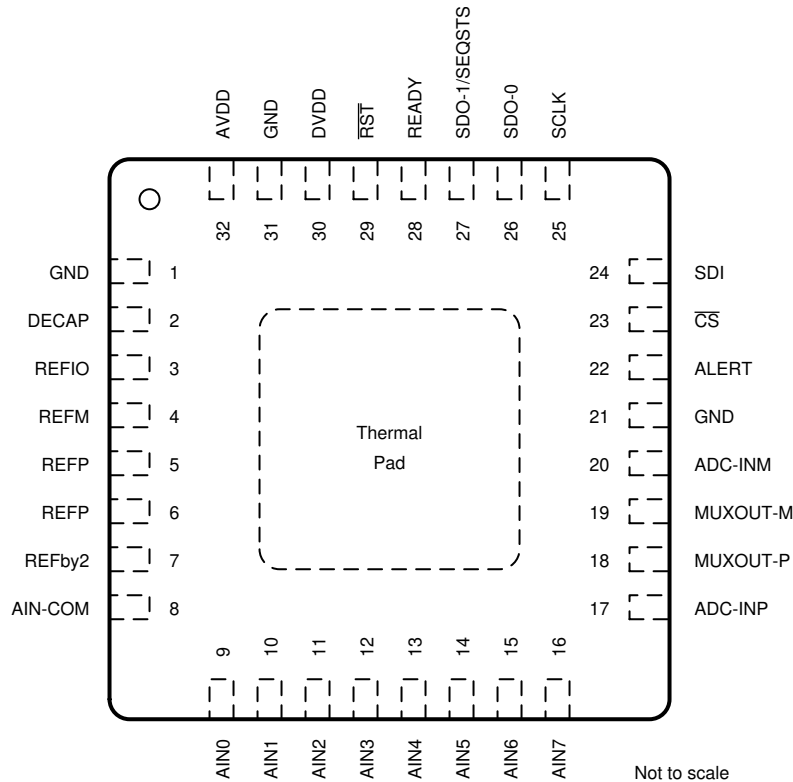 AVDD
GND
DVDD
R̅S̅T̅
READY
SDO-1/SEQSTS
SDO-0
SCLK
32
31
30
29
28
27
26
25
GND 1
DECAP 2
REFIO 3
REFM 4
REFP 5
REFP 6
REFby2 7
AIN-COM 8
24 SDI
23 C̅S̅
22 ALERT
21 GND
20 ADC-INM
19 MUXOUT-M
18 MUXOUT-P
17 ADC-INP
Thermal
Pad
9
10
11
12
13
14
15
16
AIN0
AIN1
AIN2
AIN3
AIN4
AIN5
AIN6
AIN7
Not to scale